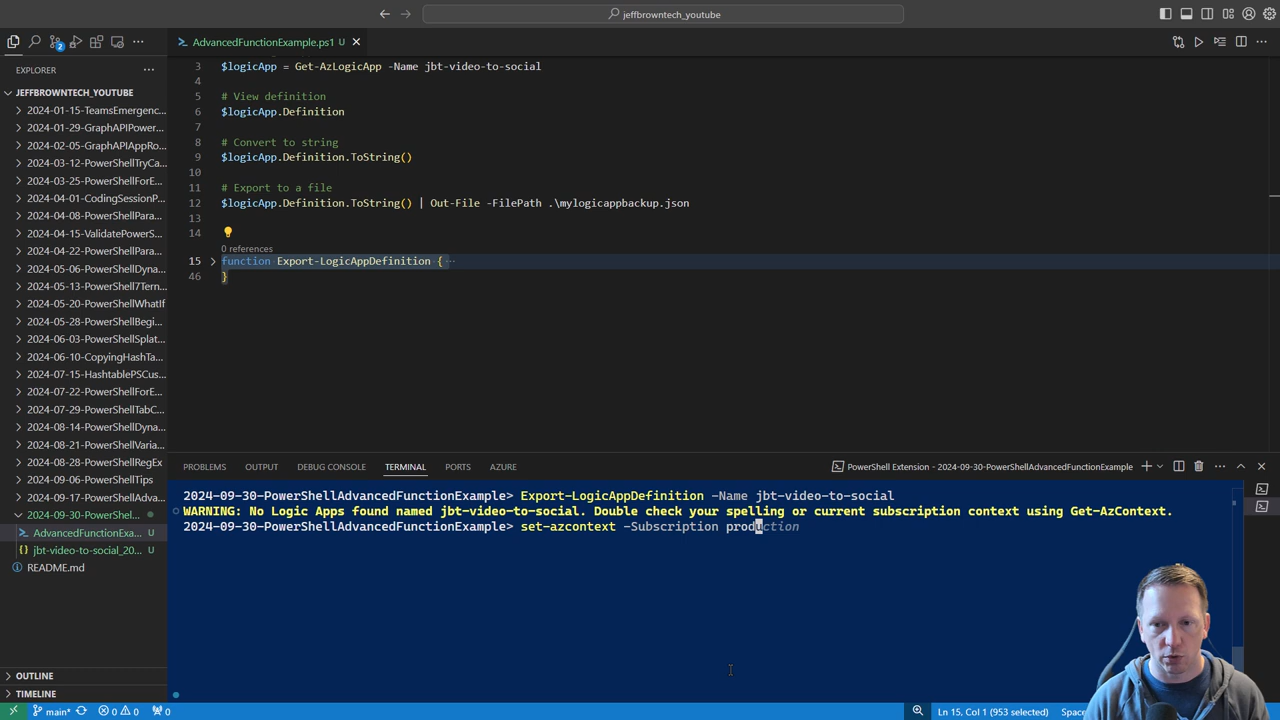 jeffbrowntech_youtube
AdvancedFunctionExample.ps1 U
EXPLORER
JEFFBROWNTECH_YOUTUBE
2024-01-15-TeamsEmergenc...
2024-01-29-GraphAPIPower...
2024-02-05-GraphAPIAppRo...
2024-03-12-PowerShellTryCa...
2024-03-25-PowerShellForE...
2024-04-01-CodingSessionP...
2024-04-08-PowerShellPara...
2024-04-15-ValidatePowerS...
2024-04-22-PowerShellPara...
2024-05-06-PowerShellDyna...
2024-05-13-PowerShell7Tern...
2024-05-20-PowerShellWhatIf
2024-05-28-PowerShellBegi...
2024-06-03-PowerShellSplat...
2024-06-10-CopyingHashTa...
2024-07-15-HashtablePSCus...
2024-07-22-PowerShellForE...
2024-07-29-PowerShellTabC...
2024-08-14-PowerShellDyna...
2024-08-21-PowerShellVaria...
2024-08-28-PowerShellRegEx
2024-09-06-PowerShellTips
2024-09-17-PowerShellAdva...
2024-09-30-PowerShel...
AdvancedFunctionExa... U
jbt-video-to-social_20... U
README.md
OUTLINE
TIMELINE
3 $logicApp = Get-AzLogicApp -Name jbt-video-to-social
4
5 # View definition
6 $logicApp.Definition
7
8 # Convert to string
9 $logicApp.Definition.ToString()
10
11 # Export to a file
12 $logicApp.Definition.ToString() | Out-File -FilePath .\mylogicappbackup.json
13
14
0 references
15 function Export-LogicAppDefinition { ...
46 }
PROBLEMS OUTPUT DEBUG CONSOLE TERMINAL PORTS AZURE
PowerShell Extension - 2024-09-30-PowerShellAdvancedFunctionExample
2024-09-30-PowerShellAdvancedFunctionExample> Export-LogicAppDefinition -Name jbt-video-to-social
WARNING: No Logic Apps found named jbt-video-to-social. Double check your spelling or current subscription context using Get-AzContext.
2024-09-30-PowerShellAdvancedFunctionExample> set-azcontext -Subscription production
main* 0 0 0
Ln 15, Col 1 (953 selected) Spac